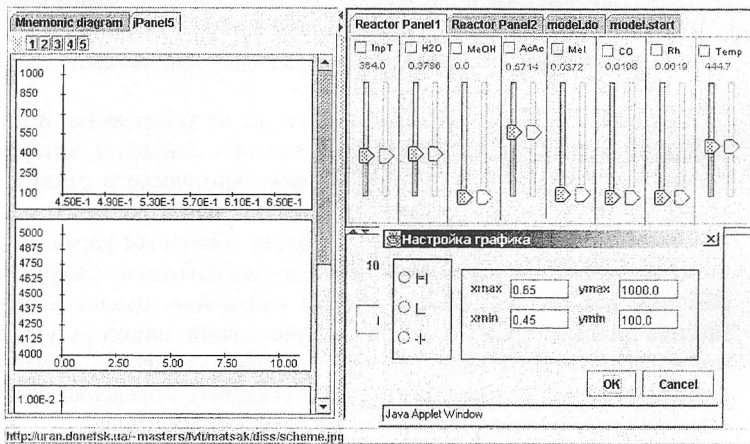 Mnemonic diagram jPanel5
1 2 3 4 5
1000
850
700
550
400
250
100
4.50E-1 4.90E-1 5.30E-1 5.70E-1 6.10E-1 6.50E-1
5000
4875
4750
4625
4500
4375
4250
4125
4000
0.00 2.50 5.00 7.50 10.00
1.00E-2
Reactor Panel1 Reactor Panel2 model.do model.start
InpT H2O MeOH AcAc MeI CO Rh Temp
364.0 0.3786 0.0 0.5714 0.0372 0.0108 0.0019 444.7
Настройка графика
10
xmax 0.65 ymax 1000.0
xmin 0.45 ymin 100.0
OK Cancel
Java Applet Window
http://uran.donetsk.ua/~masters/fvti/matsak/diss/scheme.jpg